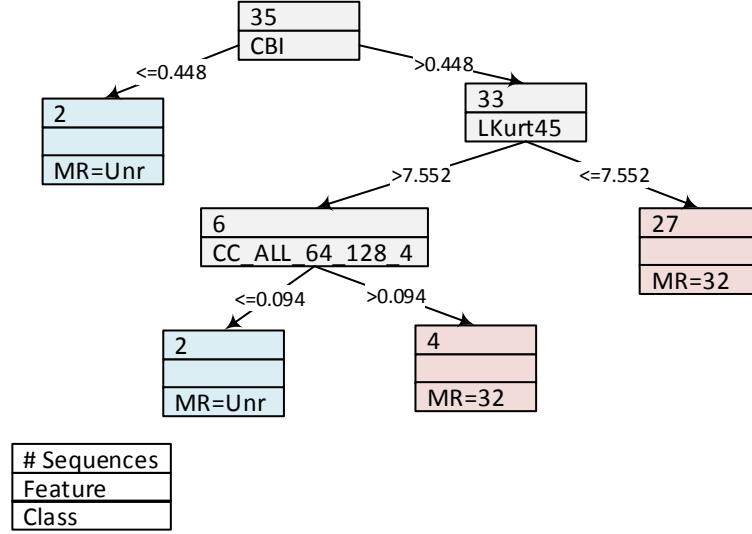 35
CBI
<=0.448
>0.448
2
MR=Unr
33
LKurt45
>7.552
<=7.552
6
CC_ALL_64_128_4
27
MR=32
<=0.094
>0.094
2
MR=Unr
4
MR=32
# Sequences
Feature
Class